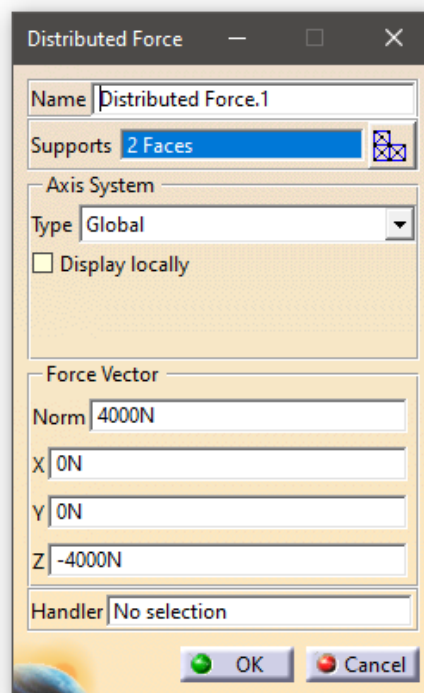 Distributed Force
Name Distributed Force.1
Supports 2 Faces
Axis System
Type Global
Display locally
Force Vector
Norm 4000N
X 0N
Y 0N
Z -4000N
Handler No selection
OK Cancel